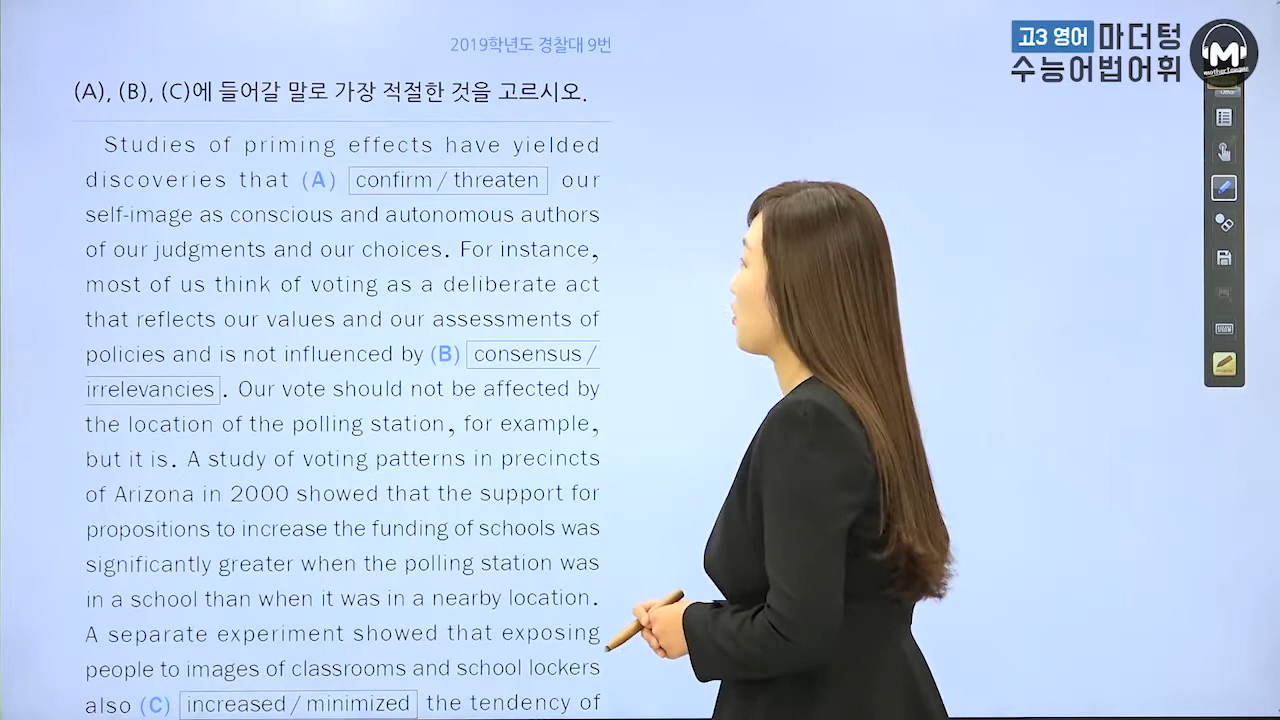 2019학년도 경찰대 9번
고3 영어 마더텅
수능어법어휘
M
mother tongue
(A), (B), (C)에 들어갈 말로 가장 적절한 것을 고르시오.
Studies of priming effects have yielded
discoveries that (A) confirm / threaten our
self-image as conscious and autonomous authors
of our judgments and our choices. For instance,
most of us think of voting as a deliberate act
that reflects our values and our assessments of
policies and is not influenced by (B) consensus /
irrelevancies. Our vote should not be affected by
the location of the polling station, for example,
but it is. A study of voting patterns in precincts
of Arizona in 2000 showed that the support for
propositions to increase the funding of schools was
significantly greater when the polling station was
in a school than when it was in a nearby location.
A separate experiment showed that exposing
people to images of classrooms and school lockers
also (C) increased / minimized the tendency of